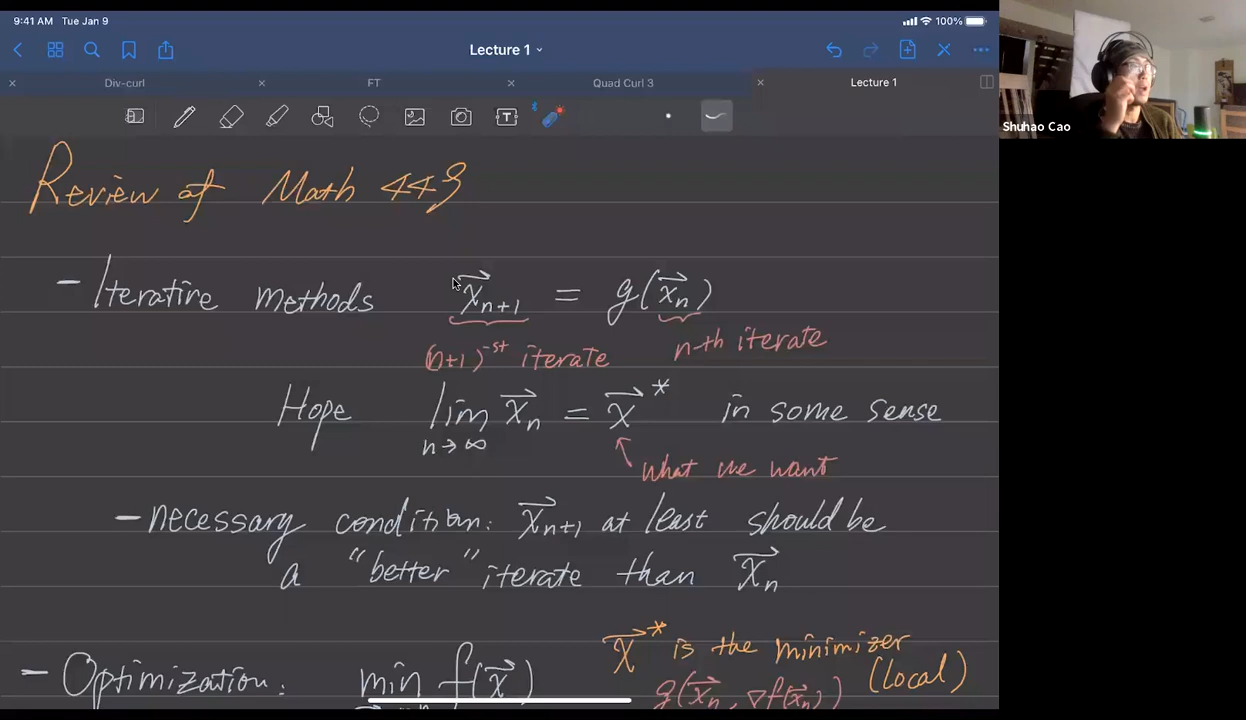 9:41 AM Tue Jan 9
100%
Lecture 1
Div-curl
FT
Quad Curl 3
Lecture 1
Shuhao Cao
Review of Math 449
- Iterative methods x⃗ₙ₊₁ = g(x⃗ₙ)
(n+1)-st iterate n-th iterate
Hope lim x⃗ₙ = x⃗* in some sense
n→∞
what we want
- necessary condition: x⃗ₙ₊₁ at least should be
a "better" iterate than x⃗ₙ
x⃗* is the minimizer
(local)
- Optimization: min f(x⃗)
g(x⃗ₙ, ∇f(x⃗ₙ))